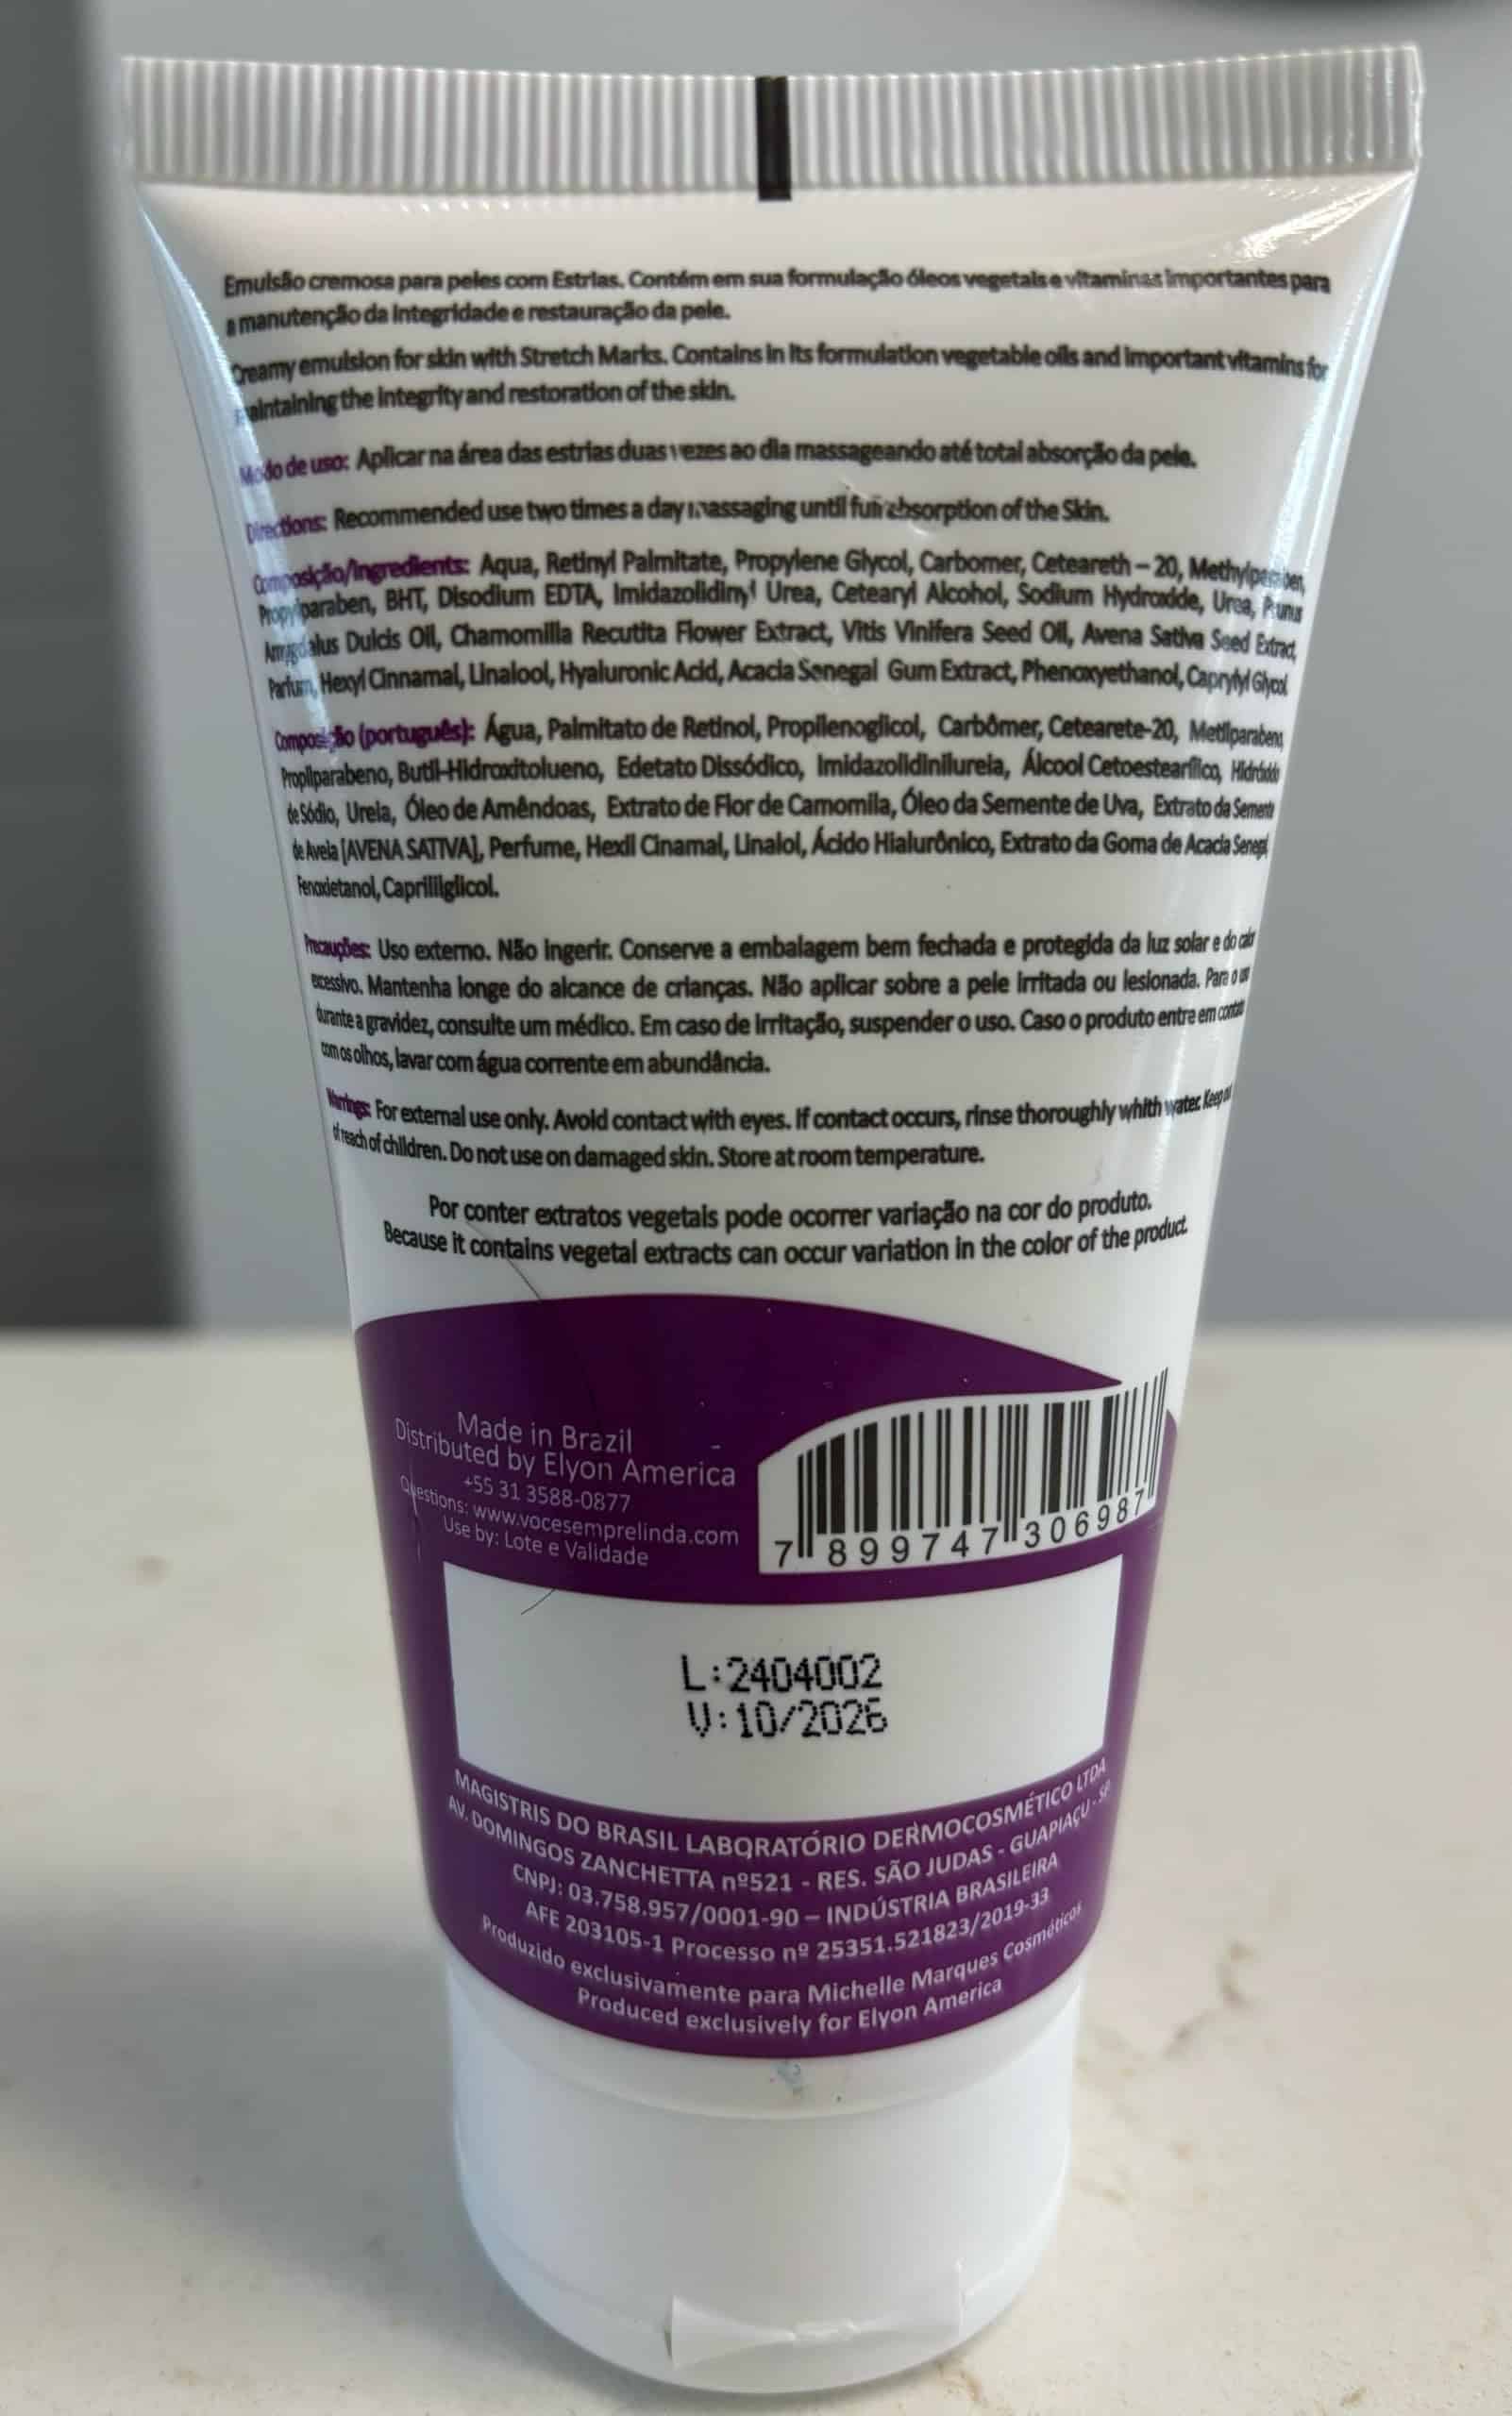 Emulsão cremosa para peles com Estrias. Contém em sua formulação óleos vegetais e vitaminas importantes para
a manutenção da integridade e restauração da pele.
Creamy emulsion for skin with Stretch Marks. Contains in its formulation vegetable oils and important vitamins for
maintaining the integrity and restoration of the skin.
Modo de uso: Aplicar na área das estrias duas vezes ao dia massageando até total absorção da pele.
Directions: Recommended use two times a day massaging until full absorption of the Skin.
Composição/Ingredients: Aqua, Retinyl Palmitate, Propylene Glycol, Carbomer, Ceteareth – 20, Methylparaben,
Propylparaben, BHT, Disodium EDTA, Imidazolidinyl Urea, Cetearyl Alcohol, Sodium Hydroxide, Urea, Prunus
Amygdalus Dulcis Oil, Chamomilla Recutita Flower Extract, Vitis Vinifera Seed Oil, Avena Sativa Seed Extract,
Parfum, Hexyl Cinnamal, Linalool, Hyaluronic Acid, Acacia Senegal Gum Extract, Phenoxyethanol, Caprylyl Glycol.
Composição (português): Água, Palmitato de Retinol, Propilenoglicol, Carbômer, Cetearete-20, Metilparabeno,
Propilparabeno, Butil-Hidroxitolueno, Edetato Dissódico, Imidazolidinilureia, Álcool Cetoestearílico, Hidróxido
de Sódio, Ureia, Óleo de Amêndoas, Extrato de Flor de Camomila, Óleo da Semente de Uva, Extrato da Semente
de Aveia [AVENA SATIVA], Perfume, Hexil Cinamal, Linalol, Ácido Hialurônico, Extrato da Goma de Acacia Senegal,
Fenoxietanol, Caprililglicol.
Precauções: Uso externo. Não ingerir. Conserve a embalagem bem fechada e protegida da luz solar e do calor
excessivo. Mantenha longe do alcance de crianças. Não aplicar sobre a pele irritada ou lesionada. Para o uso
durante a gravidez, consulte um médico. Em caso de irritação, suspender o uso. Caso o produto entre em contato
com os olhos, lavar com água corrente em abundância.
Warnings: For external use only. Avoid contact with eyes. If contact occurs, rinse thoroughly whith water. Keep out
of reach of children. Do not use on damaged skin. Store at room temperature.
Por conter extratos vegetais pode ocorrer variação na cor do produto.
Because it contains vegetal extracts can occur variation in the color of the product.
Made in Brazil
Distributed by Elyon America
+55 31 3588-0877
Questions: www.vocesemprelinda.com
Use by: Lote e Validade
7 899747 306987
L:2404002
V:10/2026
MAGISTRIS DO BRASIL LABORATÓRIO DERMOCOSMÉTICO LTDA
AV. DOMINGOS ZANCHETTA nº521 - RES. SÃO JUDAS - GUAPIAÇU - SP
CNPJ: 03.758.957/0001-90 – INDÚSTRIA BRASILEIRA
AFE 203105-1 Processo nº 25351.521823/2019-33
Produzido exclusivamente para Michelle Marques Cosméticos
Produced exclusively for Elyon America